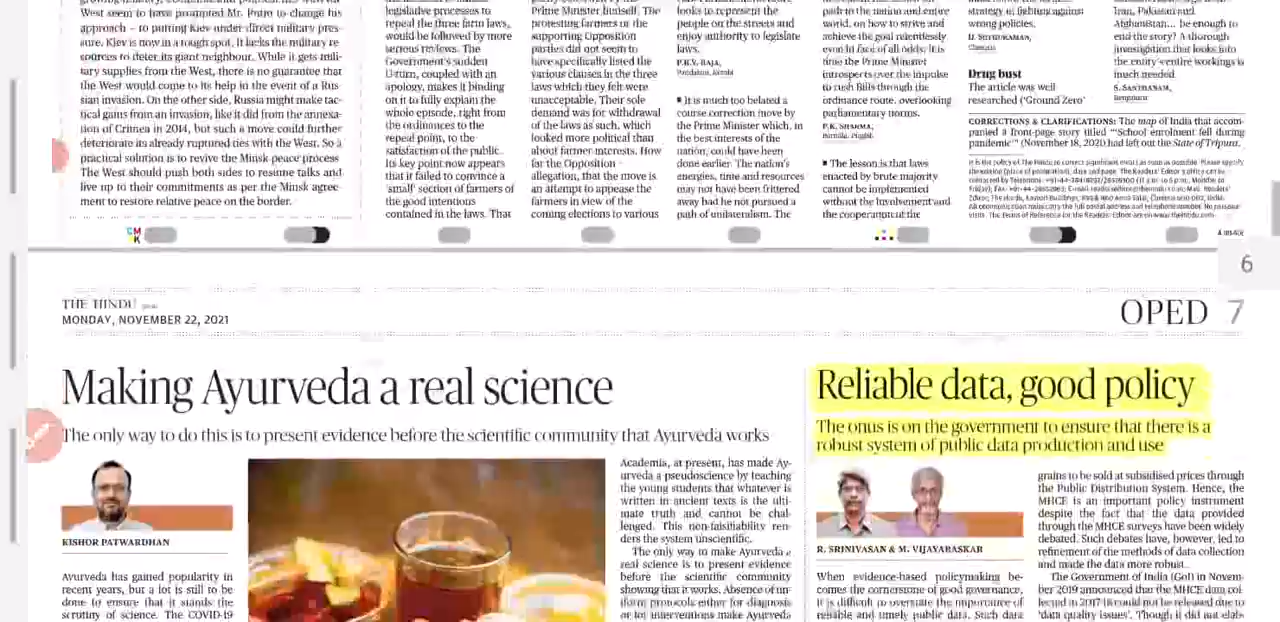 West seem to have prompted Mr. Putin to change his
approach – to putting Kiev under direct military pres-
sure. Kiev is now in a tough spot. It lacks the military re-
sources to deter its giant neighbour. While it gets mili-
tary supplies from the West, there is no guarantee that
the West would come to its help in the event of a Rus-
sian invasion. On the other side, Russia might make tac-
tical gains from an invasion, like it did from the annexa-
tion of Crimea in 2014, but such a move could further
deteriorate its already ruptured ties with the West. So a
practical solution is to revive the Minsk peace process
The West should push both sides to resume talks and
live up to their commitments as per the Minsk agree-
ment to restore relative peace on the border.
legislative processes to
repeal the three farm laws,
would be followed by more
serious reviews. The
Government's sudden
U-turn, coupled with an
apology, makes it binding
on it to fully explain the
whole episode, right from
the ordinances to the
repeal point, to the
satisfaction of the public.
Its key point now appears
that it failed to convince a
'small' section of farmers of
the good intentions
contained in the laws. That
Prime Minister himself. The
protesting farmers or the
supporting Opposition
parties did not seem to
have specifically listed the
various clauses in the three
laws which they felt were
unacceptable. Their sole
demand was for withdrawal
of the laws as such, which
looked more political than
about farmer interests. How
far the Opposition
allegation, that the move is
an attempt to appease the
farmers in view of the
coming elections to various
looks to represent the
people on the streets and
enjoy authority to legislate
laws.
■ It is much too belated a
course correction move by
the Prime Minister which, in
the best interests of the
nation, could have been
done earlier. The nation's
energies, time and resources
may not have been frittered
away had he not pursued a
path of unilateralism. The
path to the nation and entire
world, on how to strive and
achieve the goal relentlessly
even in face of all odds. It is
time the Prime Minister
introspects over the impulse
to rush Bills through the
ordinance route, overlooking
parliamentary norms.
P.K. SHARMA,
■ The lesson is that laws
enacted by brute majority
cannot be implemented
without the involvement and
the cooperation of the
strategy of fighting against
wrong policies.
Chennai
Drug bust
The article was well
researched ('Ground Zero'
Iran, Pakistan and
Afghanistan... be enough to
end the story? A thorough
investigation that looks into
the entity's entire workings is
much needed.
S. SANTHANAM,
Bengaluru
CORRECTIONS & CLARIFICATIONS: The map of India that accom-
panied a front-page story titled "'School enrolment fell during
pandemic'" (November 18, 2021) had left out the State of Tripura.
CMK
6
THE HINDU
MONDAY, NOVEMBER 22, 2021
OPED 7
Making Ayurveda a real science
The only way to do this is to present evidence before the scientific community that Ayurveda works
KISHOR PATWARDHAN
Ayurveda has gained popularity in
recent years, but a lot is still to be
done to ensure that it stands the
scrutiny of science. The COVID-19
Academia, at present, has made Ay-
urveda a pseudoscience by teaching
the young students that whatever is
written in ancient texts is the ulti-
mate truth and cannot be chal-
lenged. This non-falsifiability ren-
ders the system unscientific.
The only way to make Ayurveda a
real science is to present evidence
before the scientific community
showing that it works. Absence of un-
iform protocols either for diagnosis
or for interventions make Ayurveda
Reliable data, good policy
The onus is on the government to ensure that there is a
robust system of public data production and use
R. SRINIVASAN & M. VIJAYABASKAR
When evidence-based policymaking be-
comes the cornerstone of good governance,
it is difficult to overstate the importance of
reliable and timely public data. Such data
grains to be sold at subsidised prices through
the Public Distribution System. Hence, the
MHCE is an important policy instrument
despite the fact that the data provided
through the MHCE surveys have been widely
debated. Such debates have, however, led to
refinement of the methods of data collection
and made the data more robust.
The Government of India (GoI) in Novem-
ber 2019 announced that the MHCE data col-
lected in 2017-18 could not be released due to
'data quality issues'. Though it did not elab-